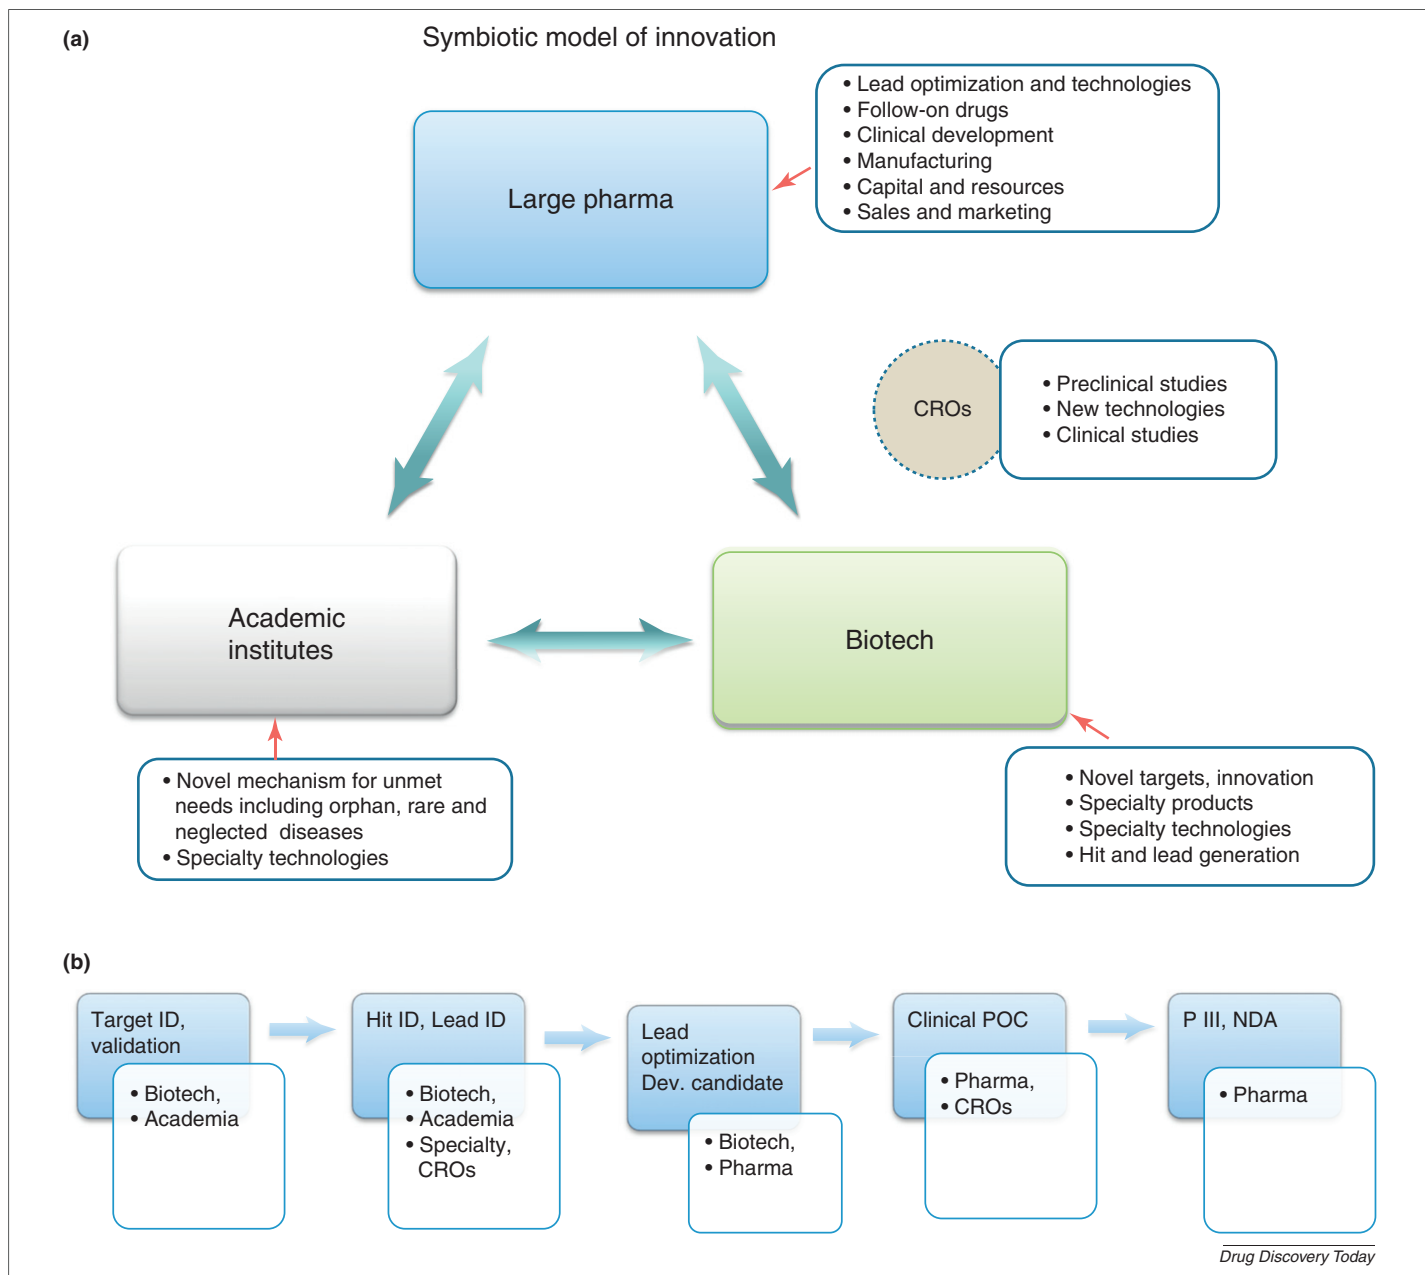 (a)
Symbiotic model of innovation
• Lead optimization and technologies
• Follow-on drugs
• Clinical development
• Manufacturing
• Capital and resources
• Sales and marketing
Large pharma
CROs
• Preclinical studies
• New technologies
• Clinical studies
Academic
institutes
Biotech
• Novel mechanism for unmet
needs including orphan, rare and
neglected diseases
• Specialty technologies
• Novel targets, innovation
• Specialty products
• Specialty technologies
• Hit and lead generation
(b)
Target ID,
validation
• Biotech,
• Academia
Hit ID, Lead ID
• Biotech,
• Academia
• Specialty,
CROs
Lead
optimization
Dev. candidate
• Biotech,
• Pharma
Clinical POC
• Pharma,
• CROs
P III, NDA
• Pharma
Drug Discovery Today